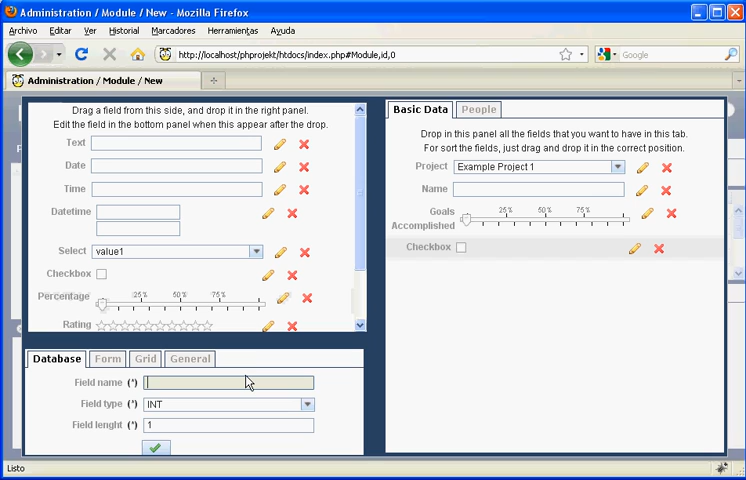 Administration / Module / New - Mozilla Firefox
Archivo Editar Ver Historial Marcadores Herramientas Ayuda
http://localhost/phprojekt/htdocs/index.php#Module,id,0
Google
Administration / Module / New
Drag a field from this side, and drop it in the right panel.
Edit the field in the bottom panel when this appear after the drop.
Text
Date
Time
Datetime
Select value1
Checkbox
Percentage 25% 50% 75%
Rating
Database Form Grid General
Field name (*)
Field type (*) INT
Field lenght (*) 1
Basic Data People
Drop in this panel all the fields that you want to have in this tab.
For sort the fields, just drag and drop it in the correct position.
Project Example Project 1
Name
Goals Accomplished 25% 50% 75%
Checkbox
Listo